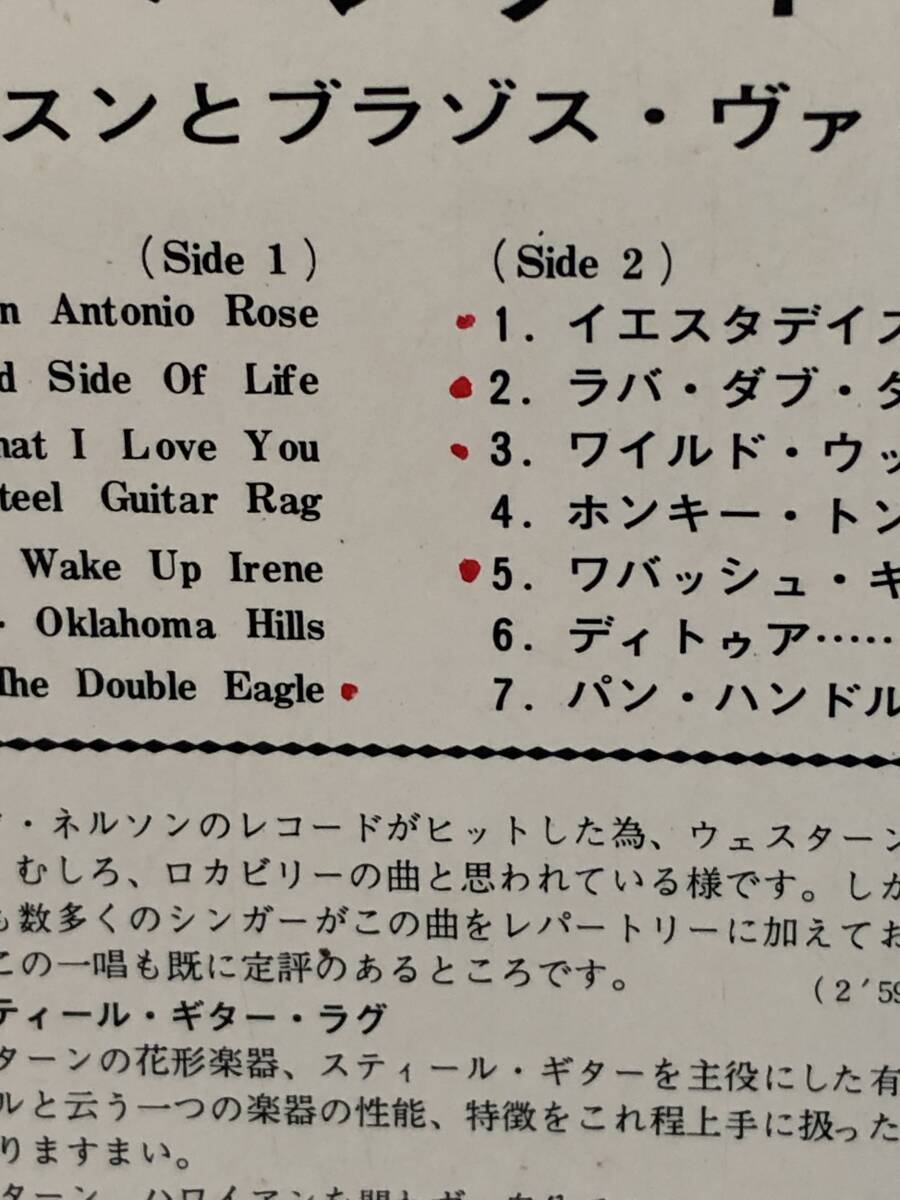 スンとブラゾス・ヴァ
(Side 1)
Antonio Rose
Side Of Life
I Love You
Guitar Rag
Wake Up Irene
Oklahoma Hills
The Double Eagle
(Side 2)
1. イエスタデイズ
2. ラバ・ダブ・
3. ワイルド・ウッ
4. ホンキー・トン
5. ワバッシュ・キ
6. ディトゥア……
7. パン・ハンドル
・ネルソンのレコードがヒットした為、ウェスターン
むしろ、ロカビリーの曲と思われている様です。しか
も数多くのシンガーがこの曲をレパートリーに加えてお
この一唱も既に定評のあるところです。
(2'59
ティール・ギター・ラグ
ターンの花形楽器、スティール・ギターを主役にした有
ルと云う一つの楽器の性能、特徴をこれ程上手に扱った
りますまい。